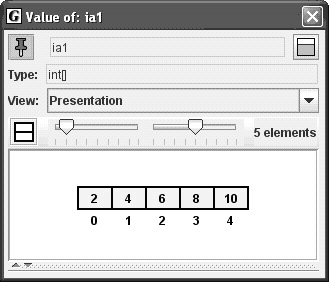 G Value of: ia1
ia1
Type: int[]
View: Presentation
5 elements
2 4 6 8 10
0 1 2 3 4